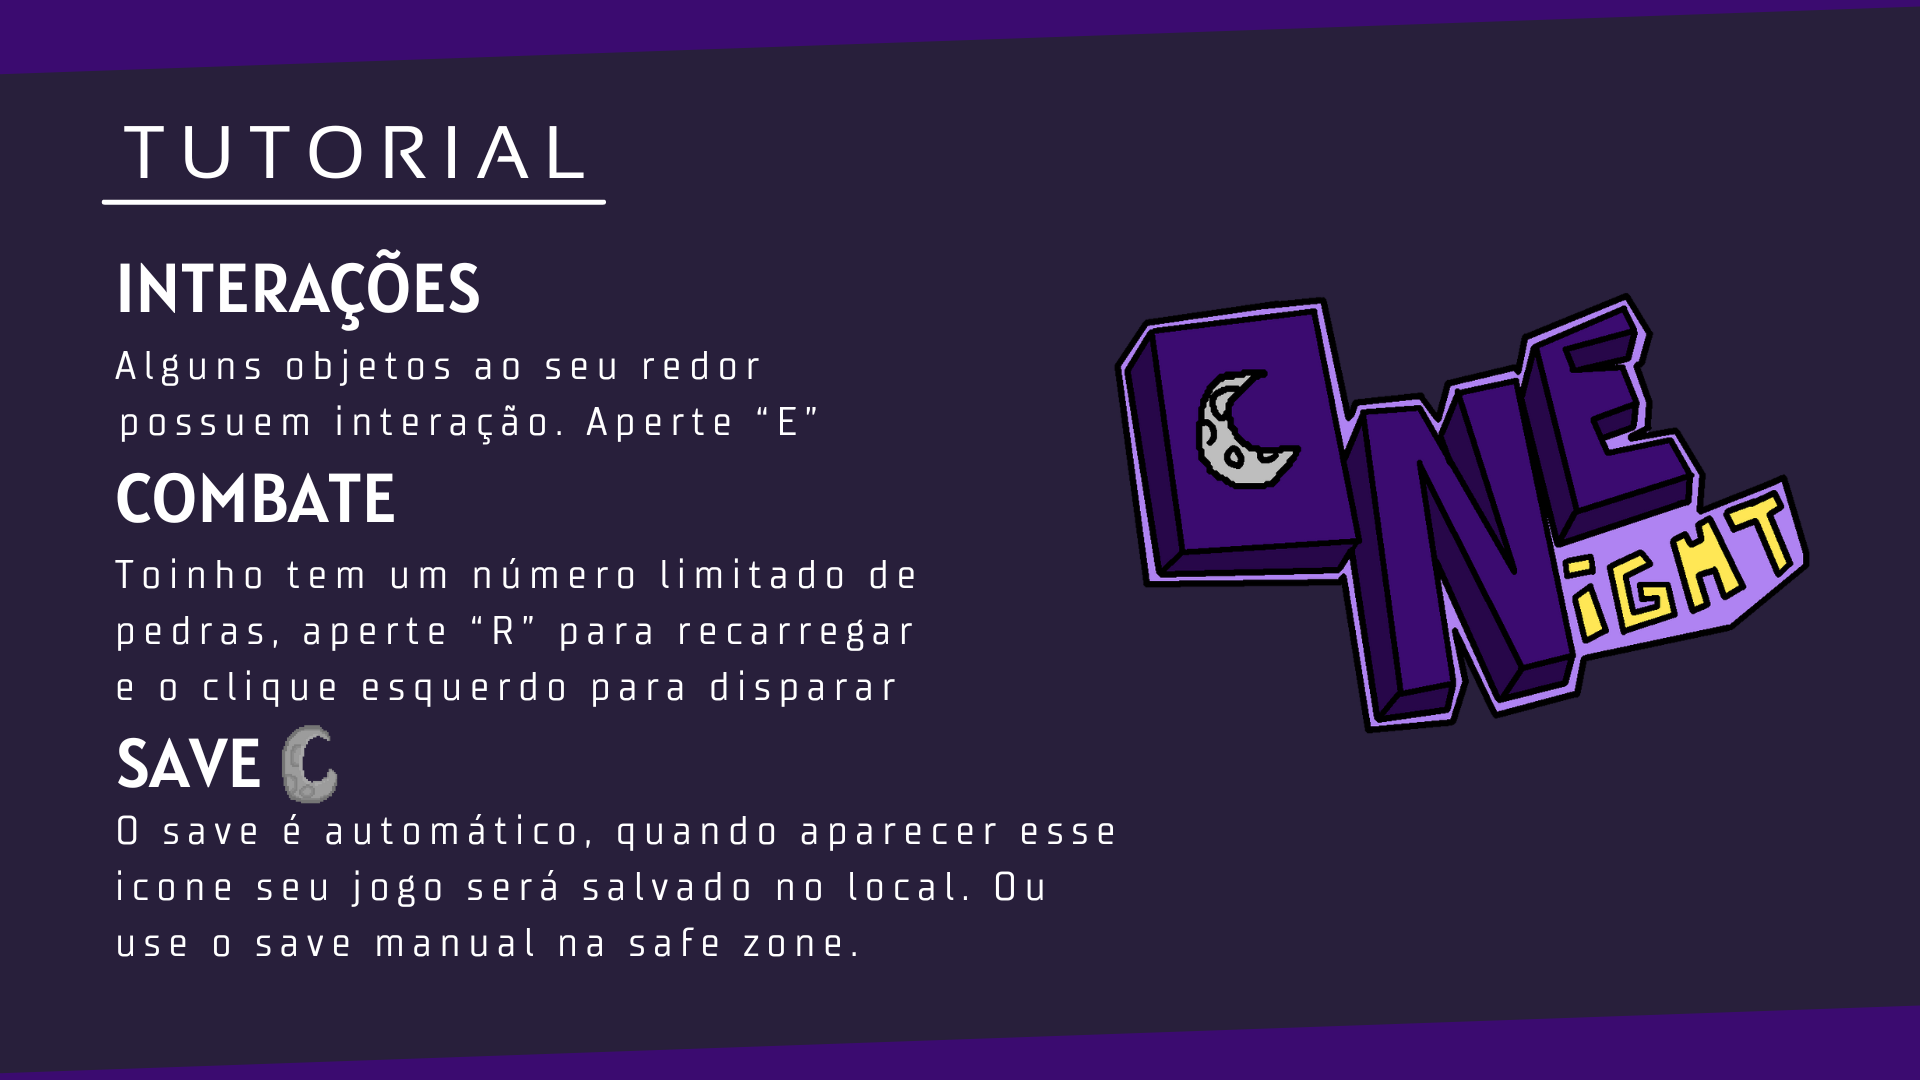 TUTORIAL
INTERAÇÕES
Alguns objetos ao seu redor
possuem interação. Aperte “E”
COMBATE
Toinho tem um número limitado de
pedras, aperte “R” para recarregar
e o clique esquerdo para disparar
SAVE
O save é automático, quando aparecer esse
icone seu jogo será salvado no local. Ou
use o save manual na safe zone.
ONE
NiGHT